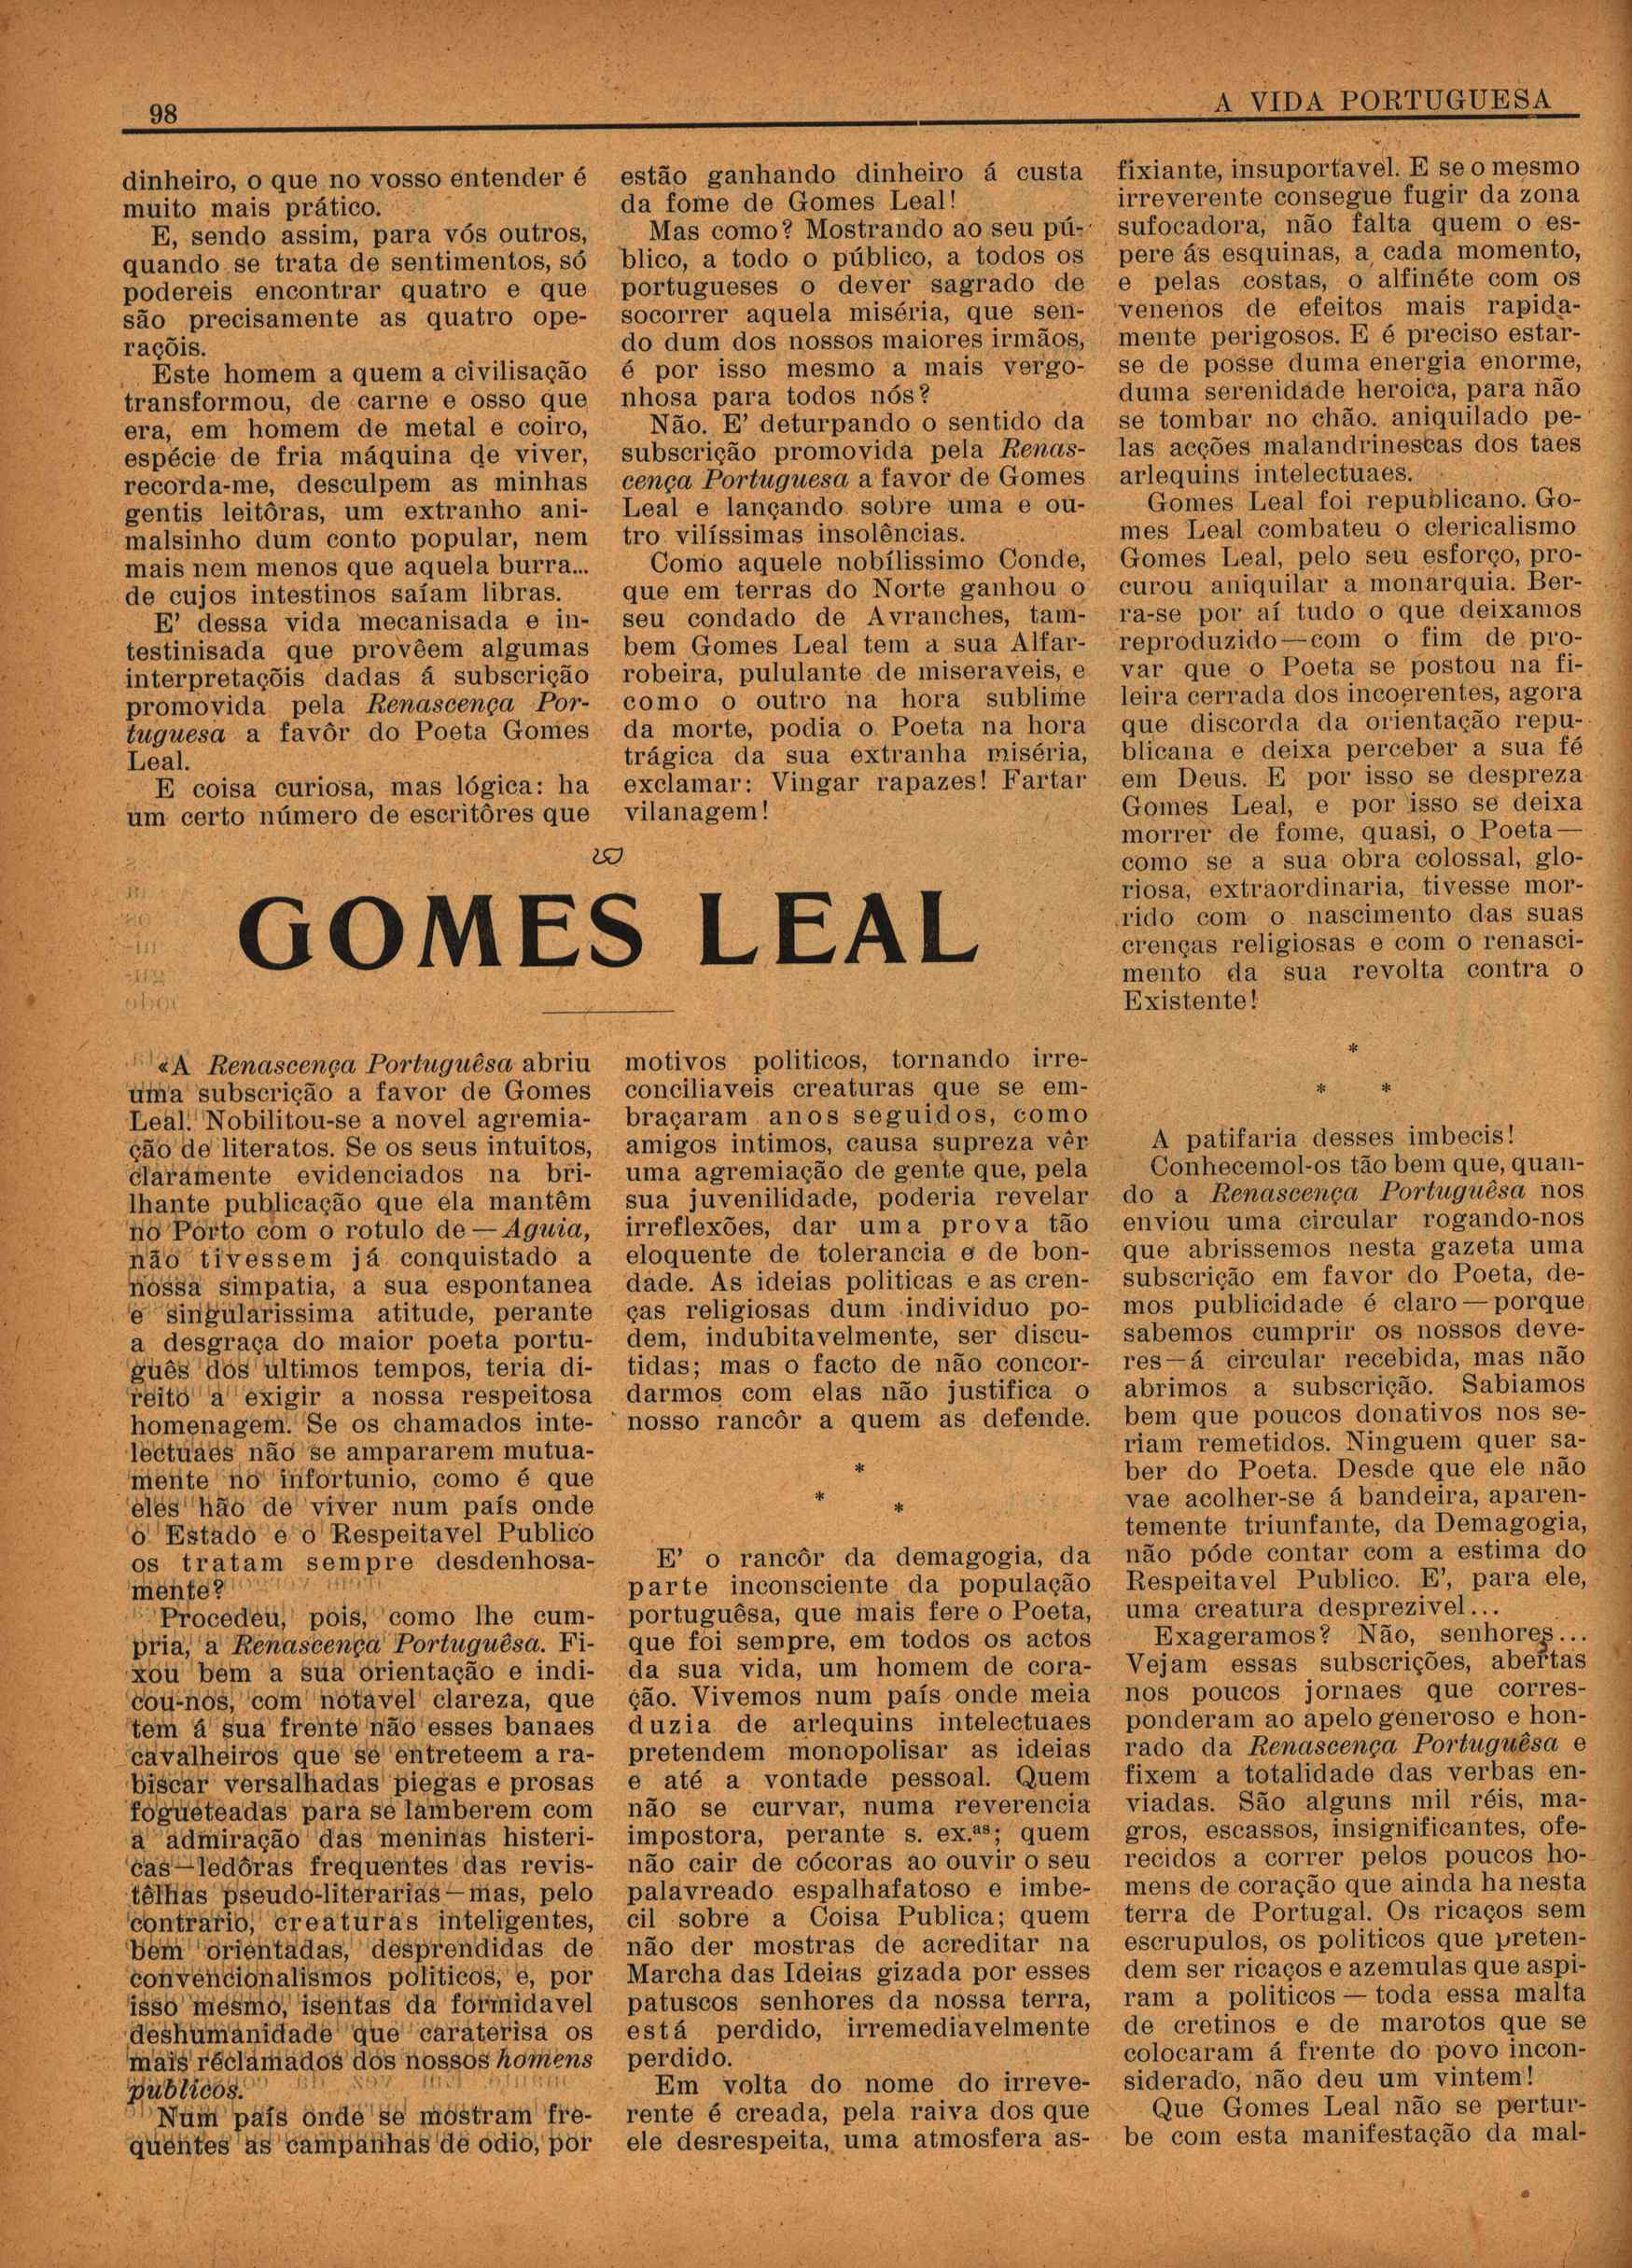 98
A VIDA PORTUGUESA
dinheiro, o que no vosso entender é
muito mais prático.
E, sendo assim, para vós outros,
quando se trata de sentimentos, só
podereis encontrar quatro e que
são precisamente as quatro ope-
raçõis.
Este homem a quem a civilisação
transformou, de carne e osso que
era, em homem de metal e coiro,
espécie de fria máquina de viver,
recorda-me, desculpem as minhas
gentis leitôras, um extranho ani-
malsinho dum conto popular, nem
mais nem menos que aquela burra...
de cujos intestinos saíam libras.
E' dessa vida mecanisada e in-
testinisada que provêem algumas
interpretaçõis dadas á subscrição
promovida pela Renascença Por-
tuguesa a favôr do Poeta Gomes
Leal.
E coisa curiosa, mas lógica: ha
um certo número de escritôres que
estão ganhando dinheiro á custa
da fome de Gomes Leal!
Mas como? Mostrando ao seu pú-
blico, a todo o público, a todos os
portugueses o dever sagrado de
socorrer aquela miséria, que sen-
do dum dos nossos maiores irmãos,
é por isso mesmo a mais vergo-
nhosa para todos nós?
Não. E' deturpando o sentido da
subscrição promovida pela Renas-
cença Portuguesa a favor de Gomes
Leal e lançando sobre uma e ou-
tro vilíssimas insolências.
Como aquele nobílissimo Conde,
que em terras do Norte ganhou o
seu condado de Avranches, tam-
bem Gomes Leal tem a sua Alfar-
robeira, pululante de miseraveis, e
como o outro na hora sublime
da morte, podia o Poeta na hora
trágica da sua extranha miséria,
exclamar: Vingar rapazes! Fartar
vilanagem!
GOMES LEAL
«A Renascença Portuguêsa abriu
uma subscrição a favor de Gomes
Leal. Nobilitou-se a novel agremia-
ção de literatos. Se os seus intuitos,
claramente evidenciados na bri-
lhante publicação que ela mantêm
no Porto com o rotulo de—Aguia,
não tivessem já conquistado a
nossa simpatia, a sua espontanea
e singularissima atitude, perante
a desgraça do maior poeta portu-
guês dos ultimos tempos, teria di-
reito a exigir a nossa respeitosa
homenagem. Se os chamados inte-
lectuaes não se ampararem mutua-
mente no infortunio, como é que
eles hão de viver num país onde
o Estado e o Respeitavel Publico
os tratam sempre desdenhosa-
mente?
Procedeu, pois, como lhe cum-
pria, a Renascença Portuguêsa. Fi-
xou bem a sua orientação e indi-
cou-nos, com notavel clareza, que
tem á sua frente não esses banaes
cavalheiros que se entreteem a ra-
biscar versalhadas piegas e prosas
fogueteadas para se lamberem com
a admiração das meninas histeri-
cas—ledôras frequentes das revis-
têlhas pseudo-literarias—mas, pelo
contrario, creaturas inteligentes,
bem orientadas, desprendidas de
convencionalismos politicos, e, por
isso mesmo, isentas da formidavel
deshumanidade que caraterisa os
mais réclamados dos nossos homens
publicos.
Num país onde se mostram fre-
quentes as campanhas de odio, por
motivos politicos, tornando irre-
conciliaveis creaturas que se em-
braçaram anos seguidos, como
amigos intimos, causa supreza vêr
uma agremiação de gente que, pela
sua juvenilidade, poderia revelar
irreflexões, dar uma prova tão
eloquente de tolerancia e de bon-
dade. As ideias politicas e as cren-
ças religiosas dum individuo po-
dem, indubitavelmente, ser discu-
tidas; mas o facto de não concor-
darmos com elas não justifica o
nosso rancôr a quem as defende.
*
* *
E' o rancôr da demagogia, da
parte inconsciente da população
portuguêsa, que mais fere o Poeta,
que foi sempre, em todos os actos
da sua vida, um homem de cora-
ção. Vivemos num país onde meia
duzia de arlequins intelectuaes
pretendem monopolisar as ideias
e até a vontade pessoal. Quem
não se curvar, numa reverencia
impostora, perante s. ex.as; quem
não cair de cócoras ao ouvir o seu
palavreado espalhafatoso e imbe-
cil sobre a Coisa Publica; quem
não der mostras de acreditar na
Marcha das Ideias gizada por esses
patuscos senhores da nossa terra,
está perdido, irremediavelmente
perdido.
Em volta do nome do irreve-
rente é creada, pela raiva dos que
ele desrespeita, uma atmosfera as-
fixiante, insuportavel. E se o mesmo
irreverente consegue fugir da zona
sufocadora, não falta quem o es-
pere ás esquinas, a cada momento,
e pelas costas, o alfinéte com os
venenos de efeitos mais rapida-
mente perigosos. E é preciso estar-
se de posse duma energia enorme,
duma serenidade heroica, para não
se tombar no chão. aniquilado pe-
las acções malandrinescas dos taes
arlequins intelectuaes.
Gomes Leal foi republicano. Go-
mes Leal combateu o clericalismo
Gomes Leal, pelo seu esforço, pro-
curou aniquilar a monarquia. Ber-
ra-se por aí tudo o que deixamos
reproduzido—com o fim de pro-
var que o Poeta se postou na fi-
leira cerrada dos incoerentes, agora
que discorda da orientação repu-
blicana e deixa perceber a sua fé
em Deus. E por isso se despreza
Gomes Leal, e por isso se deixa
morrer de fome, quasi, o Poeta—
como se a sua obra colossal, glo-
riosa, extraordinaria, tivesse mor-
rido com o nascimento das suas
crenças religiosas e com o renasci-
mento da sua revolta contra o
Existente!
*
* *
A patifaria desses imbecis!
Conhecemol-os tão bem que, quan-
do a Renascença Portuguêsa nos
enviou uma circular rogando-nos
que abrissemos nesta gazeta uma
subscrição em favor do Poeta, de-
mos publicidade é claro—porque
sabemos cumprir os nossos deve-
res—á circular recebida, mas não
abrimos a subscrição. Sabiamos
bem que poucos donativos nos se-
riam remetidos. Ninguem quer sa-
ber do Poeta. Desde que ele não
vae acolher-se á bandeira, aparen-
temente triunfante, da Demagogia,
não póde contar com a estima do
Respeitavel Publico. E', para ele,
uma creatura desprezivel...
Exageramos? Não, senhores...
Vejam essas subscrições, abertas
nos poucos jornaes que corres-
ponderam ao apelo generoso e hon-
rado da Renascença Portuguêsa e
fixem a totalidade das verbas en-
viadas. São alguns mil réis, ma-
gros, escassos, insignificantes, ofe-
recidos a correr pelos poucos ho-
mens de coração que ainda ha nesta
terra de Portugal. Os ricaços sem
escrupulos, os politicos que preten-
dem ser ricaços e azemulas que aspi-
ram a politicos — toda essa malta
de cretinos e de marotos que se
colocaram á frente do povo incon-
siderado, não deu um vintem!
Que Gomes Leal não se pertur-
be com esta manifestação da mal-